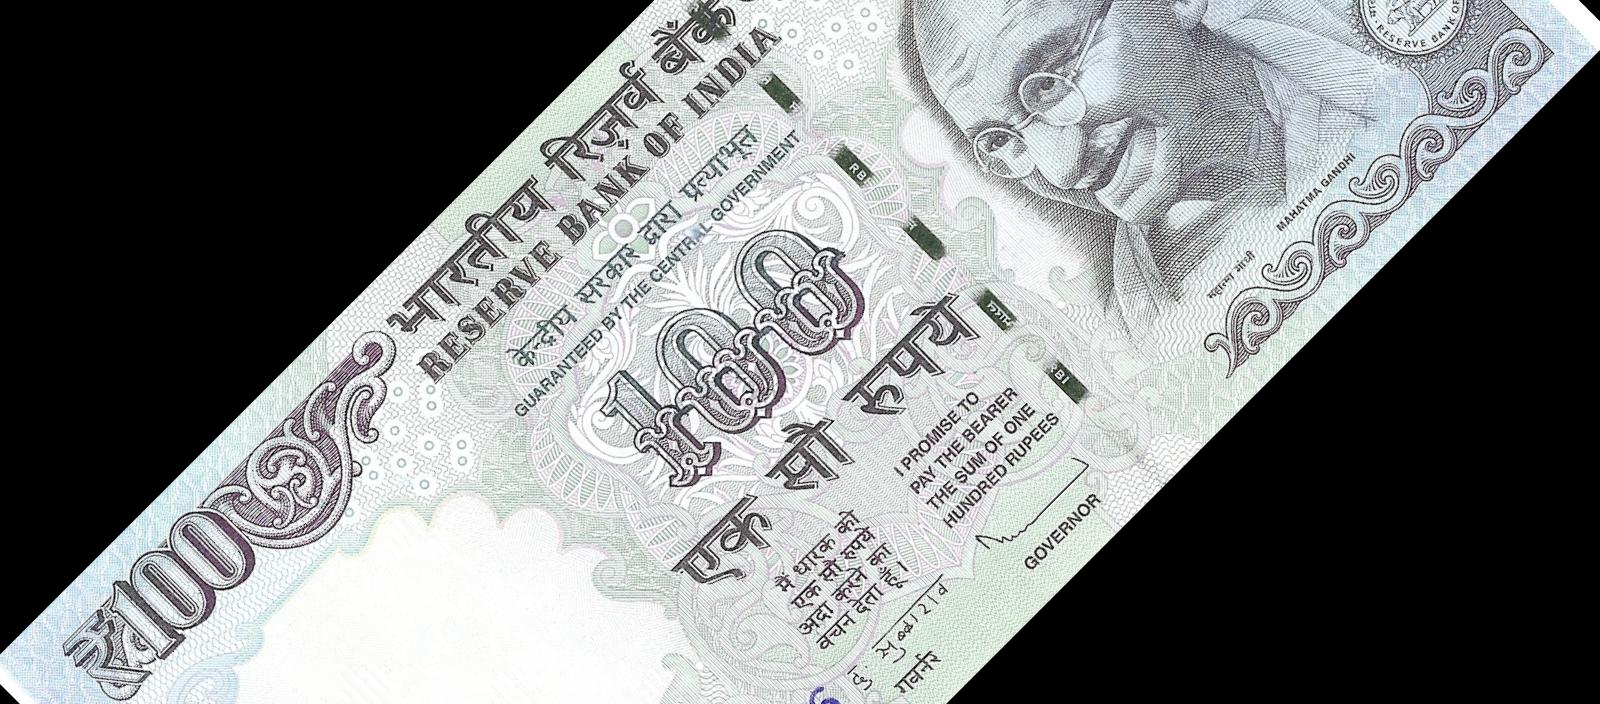 भारतीय रिज़र्व बैंक
RESERVE BANK OF INDIA
केन्द्रीय सरकार द्वारा प्रत्याभूत
GUARANTEED BY THE CENTRAL GOVERNMENT
₹100
100
एक सौ रूपये
I PROMISE TO
PAY THE BEARER
THE SUM OF ONE
HUNDRED RUPEES
GOVERNOR
मैं धारक को
एक सौ रुपये
अदा करने का
वचन देता हूँ।
गवर्नर
RB
RBI
MAHATMA GANDHI
महात्मा गांधी
RESERVE BANK OF